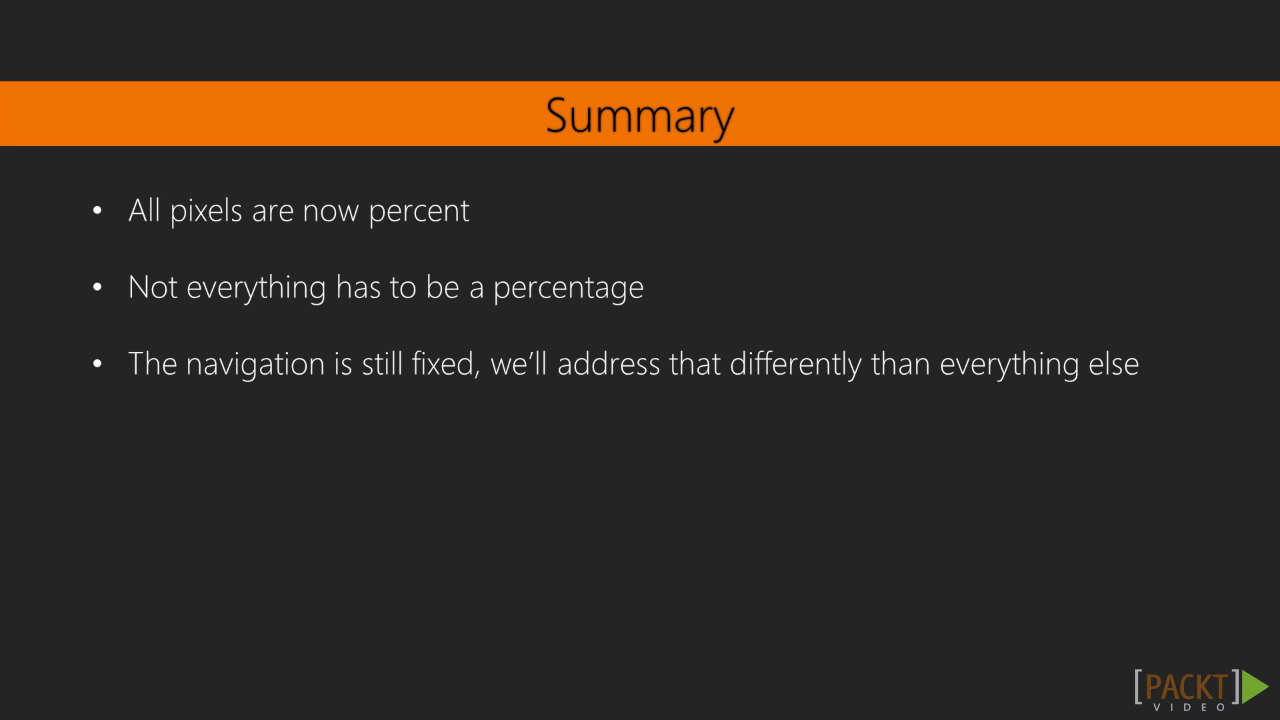 Summary
• All pixels are now percent
• Not everything has to be a percentage
• The navigation is still fixed, we’ll address that differently than everything else
[PACKT]
VIDEO